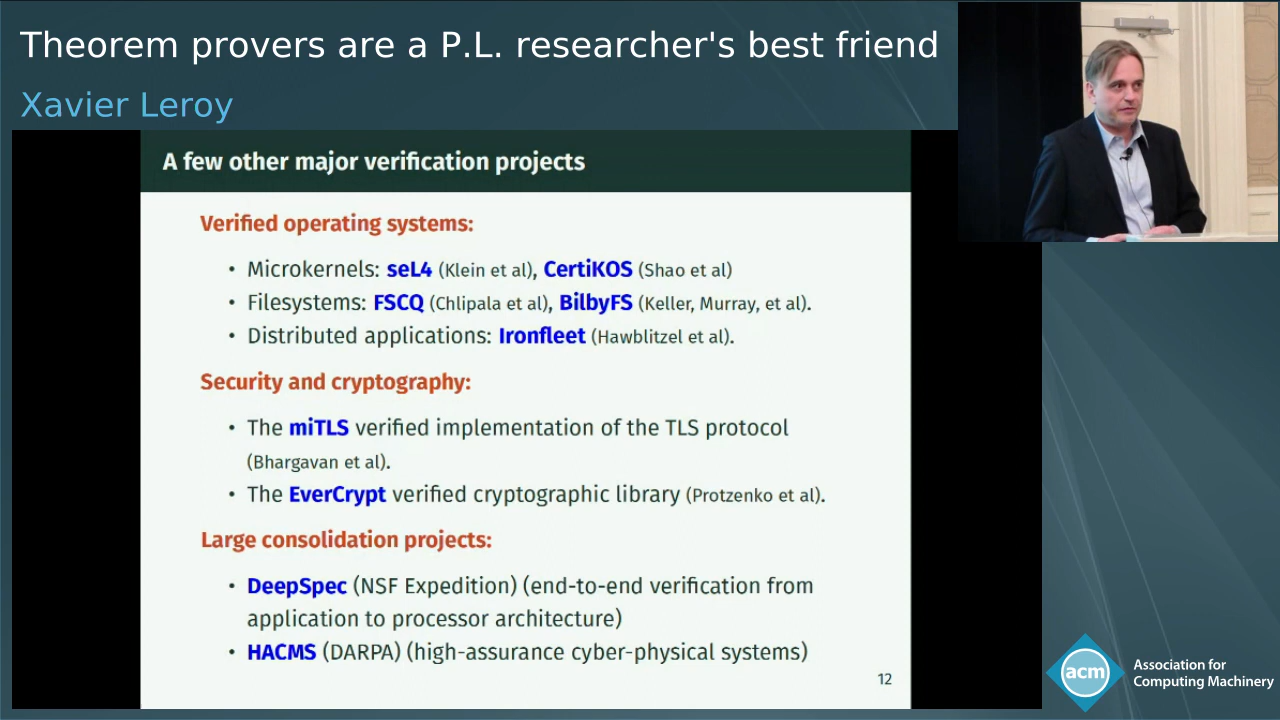 Theorem provers are a P.L. researcher's best friend
Xavier Leroy
A few other major verification projects
Verified operating systems:
• Microkernels: seL4 (Klein et al), CertiKOS (Shao et al)
• Filesystems: FSCQ (Chlipala et al), BilbyFS (Keller, Murray, et al).
• Distributed applications: Ironfleet (Hawblitzel et al).
Security and cryptography:
• The miTLS verified implementation of the TLS protocol
(Bhargavan et al).
• The EverCrypt verified cryptographic library (Protzenko et al).
Large consolidation projects:
• DeepSpec (NSF Expedition) (end-to-end verification from
application to processor architecture)
• HACMS (DARPA) (high-assurance cyber-physical systems)
12
acm
Association for
Computing Machinery